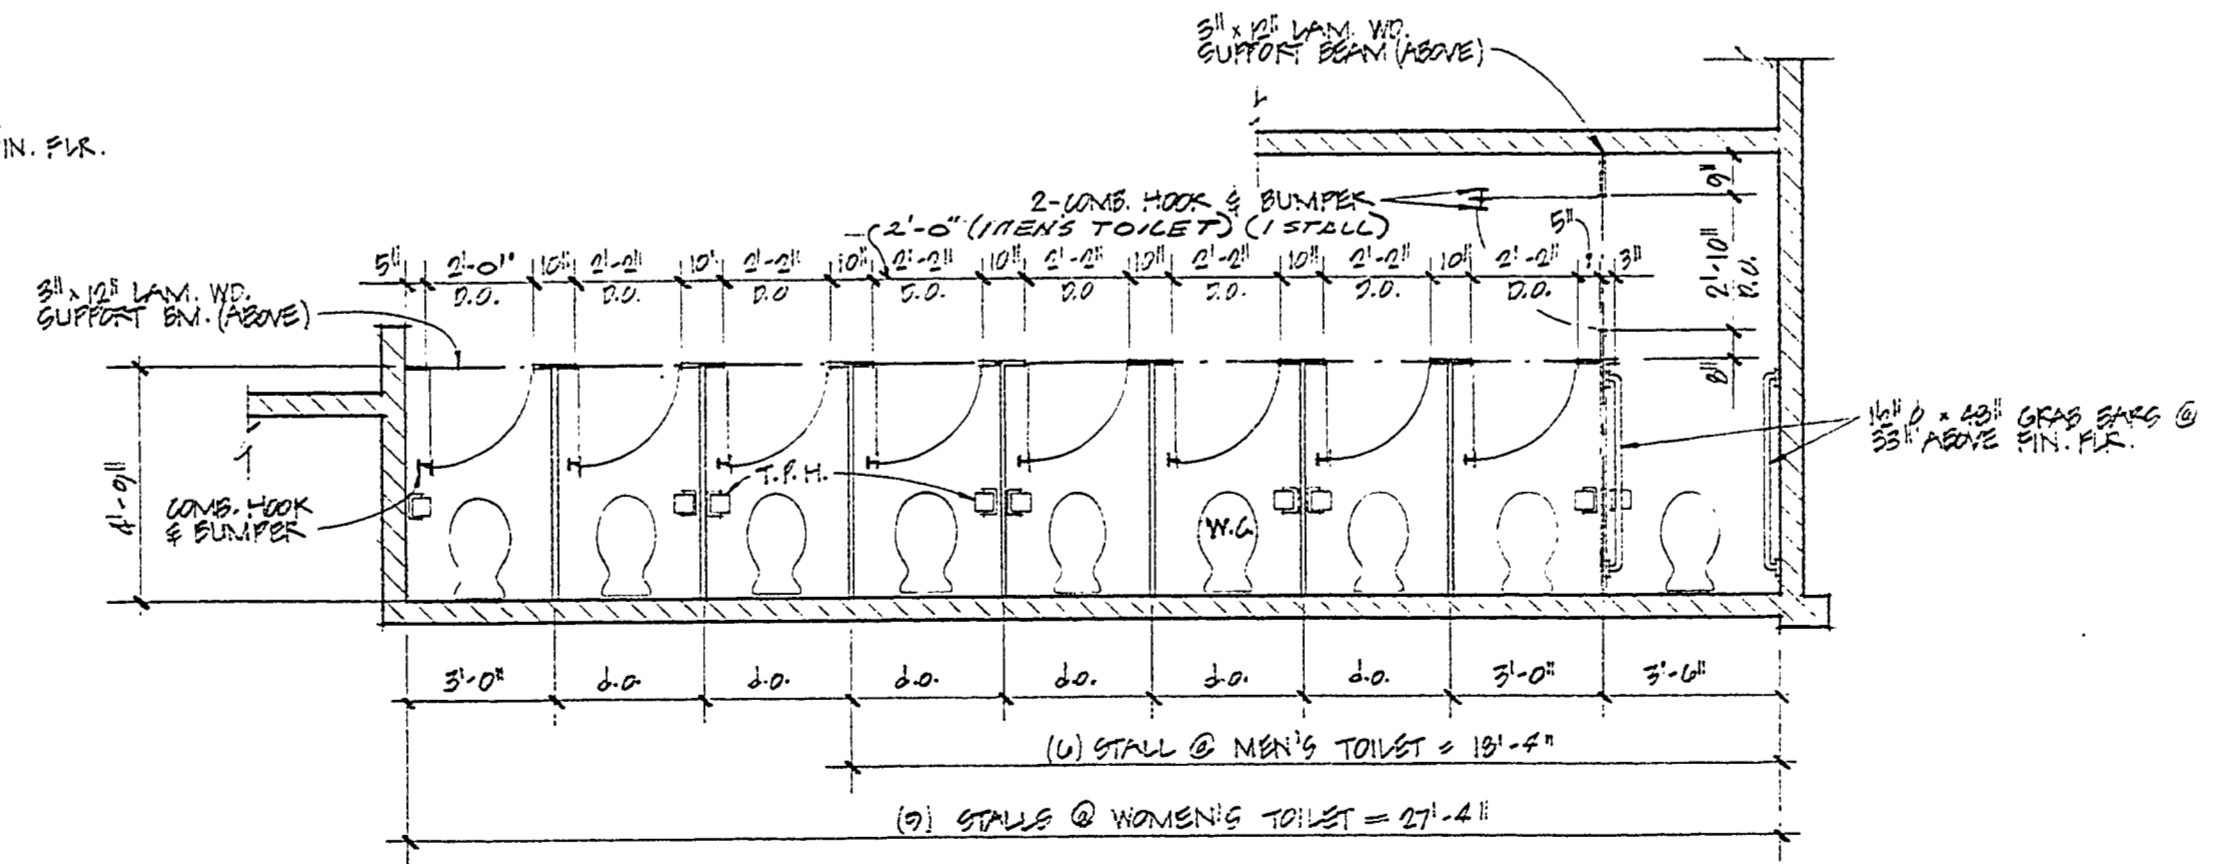 3" x 12" LAM. WD.
SUPPORT BEAM (ABOVE)
IN. FLR.
9"
2-COMB. HOOK & BUMPER
2'-0" (MEN'S TOILET) (1 STALL)
5"
2'-10"
D.O.
5" 2'-0" 10" 2'-2" 10" 2'-2" 10" 2'-2" 10" 2'-2" 10" 2'-2" 10" 2'-2" 10" 2'-2" 3"
D.O. D.O. D.O D.O. D.O D.O. D.O. D.O.
3" x 12" LAM. WD.
SUPPORT BM. (ABOVE)
8"
x 48" GRAB BARS @
33" ABOVE FIN. FLR.
4'-9"
T.P.H.
COMB. HOOK
& BUMPER
W.C.
3'-0" d.o. d.o. d.o. d.o. d.o. d.o. 3'-0" 3'-6"
(6) STALL @ MEN'S TOILET = 18'-4"
(9) STALLS @ WOMEN'S TOILET = 27'-4"